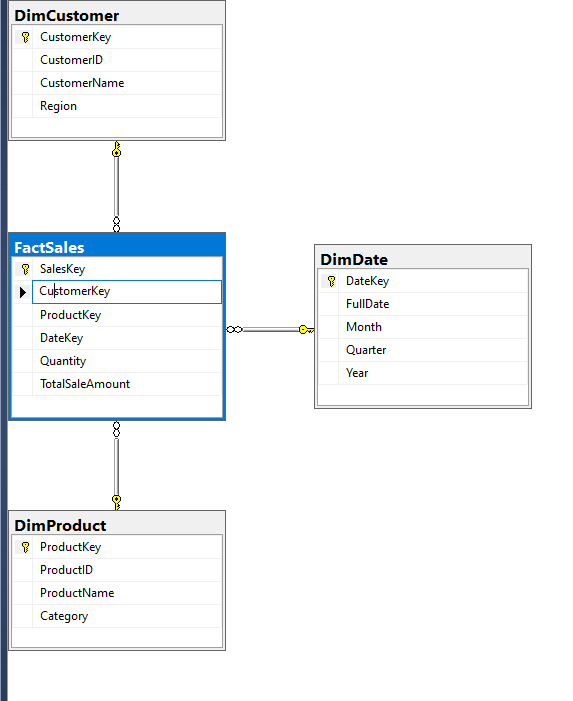 DimCustomer
CustomerKey
CustomerID
CustomerName
Region
FactSales
SalesKey
CustomerKey
ProductKey
DateKey
Quantity
TotalSaleAmount
DimDate
DateKey
FullDate
Month
Quarter
Year
DimProduct
ProductKey
ProductID
ProductName
Category